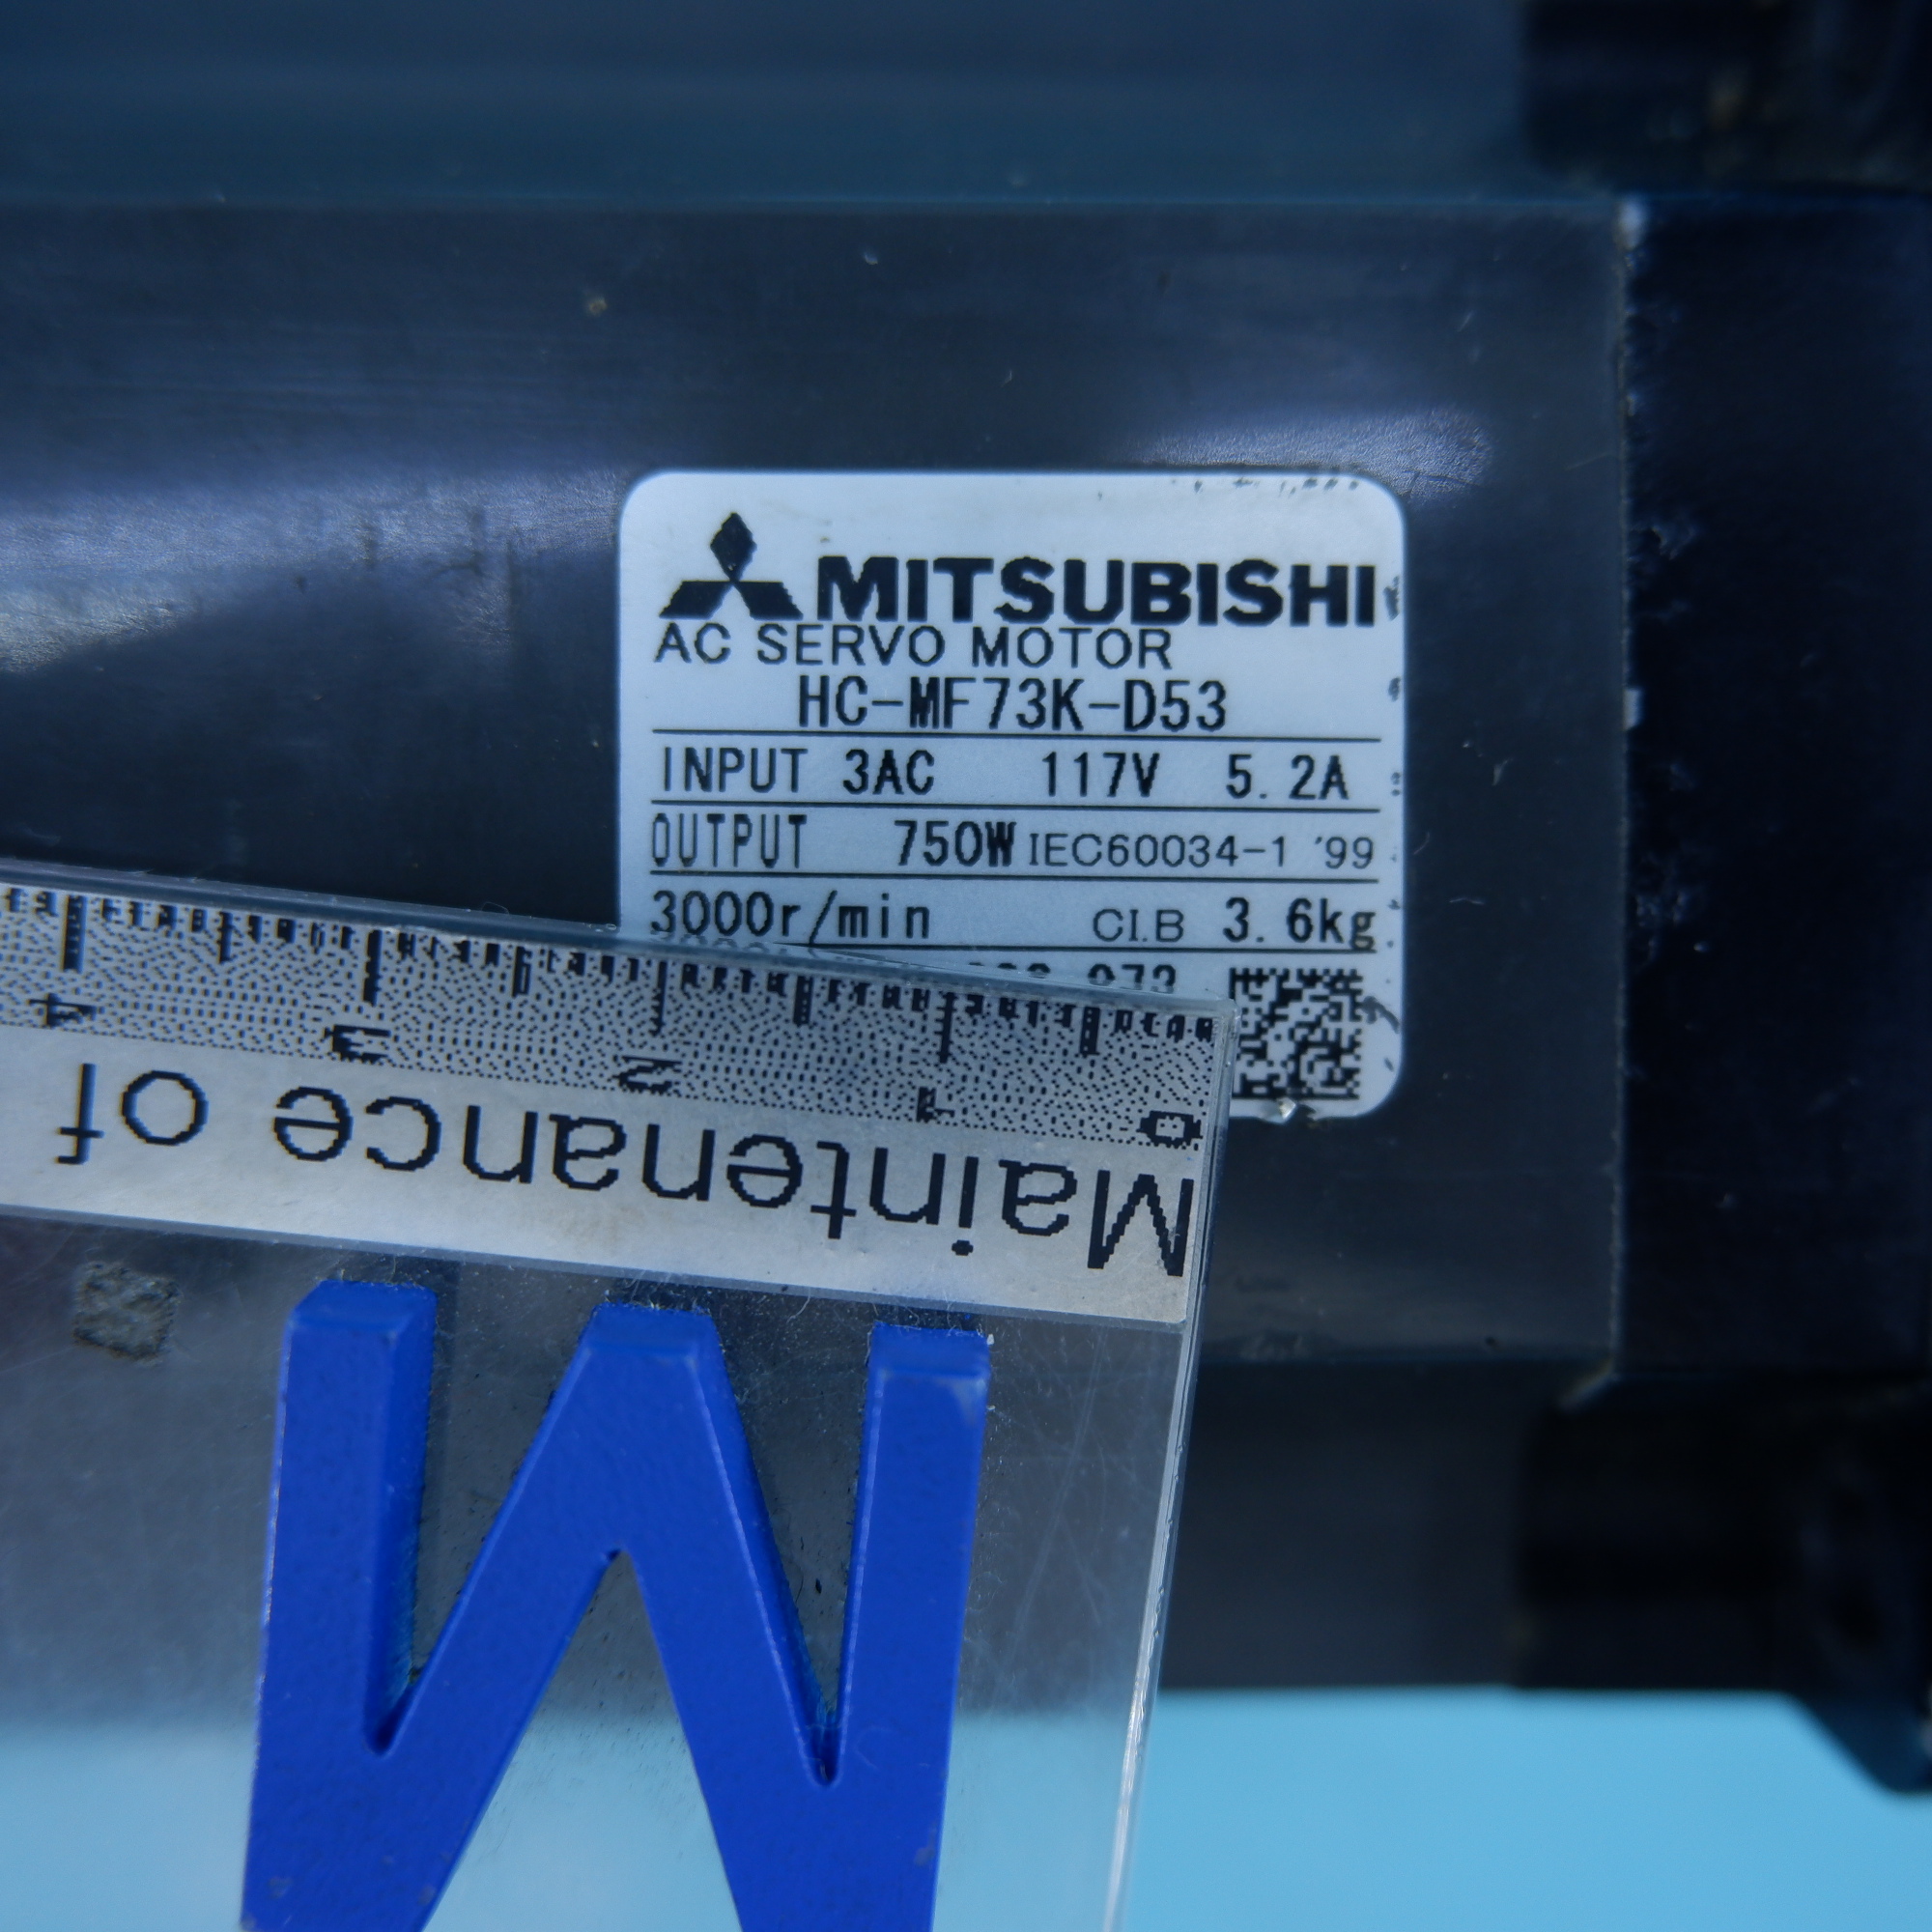 MITSUBISHI
AC SERVO MOTOR
HC-MF73K-D53
INPUT 3AC 117V 5.2A
OUTPUT 750W IEC60034-1 '99
3000r/min CI.B 3.6kg
0 1 2 3 4
Maintenance of
M